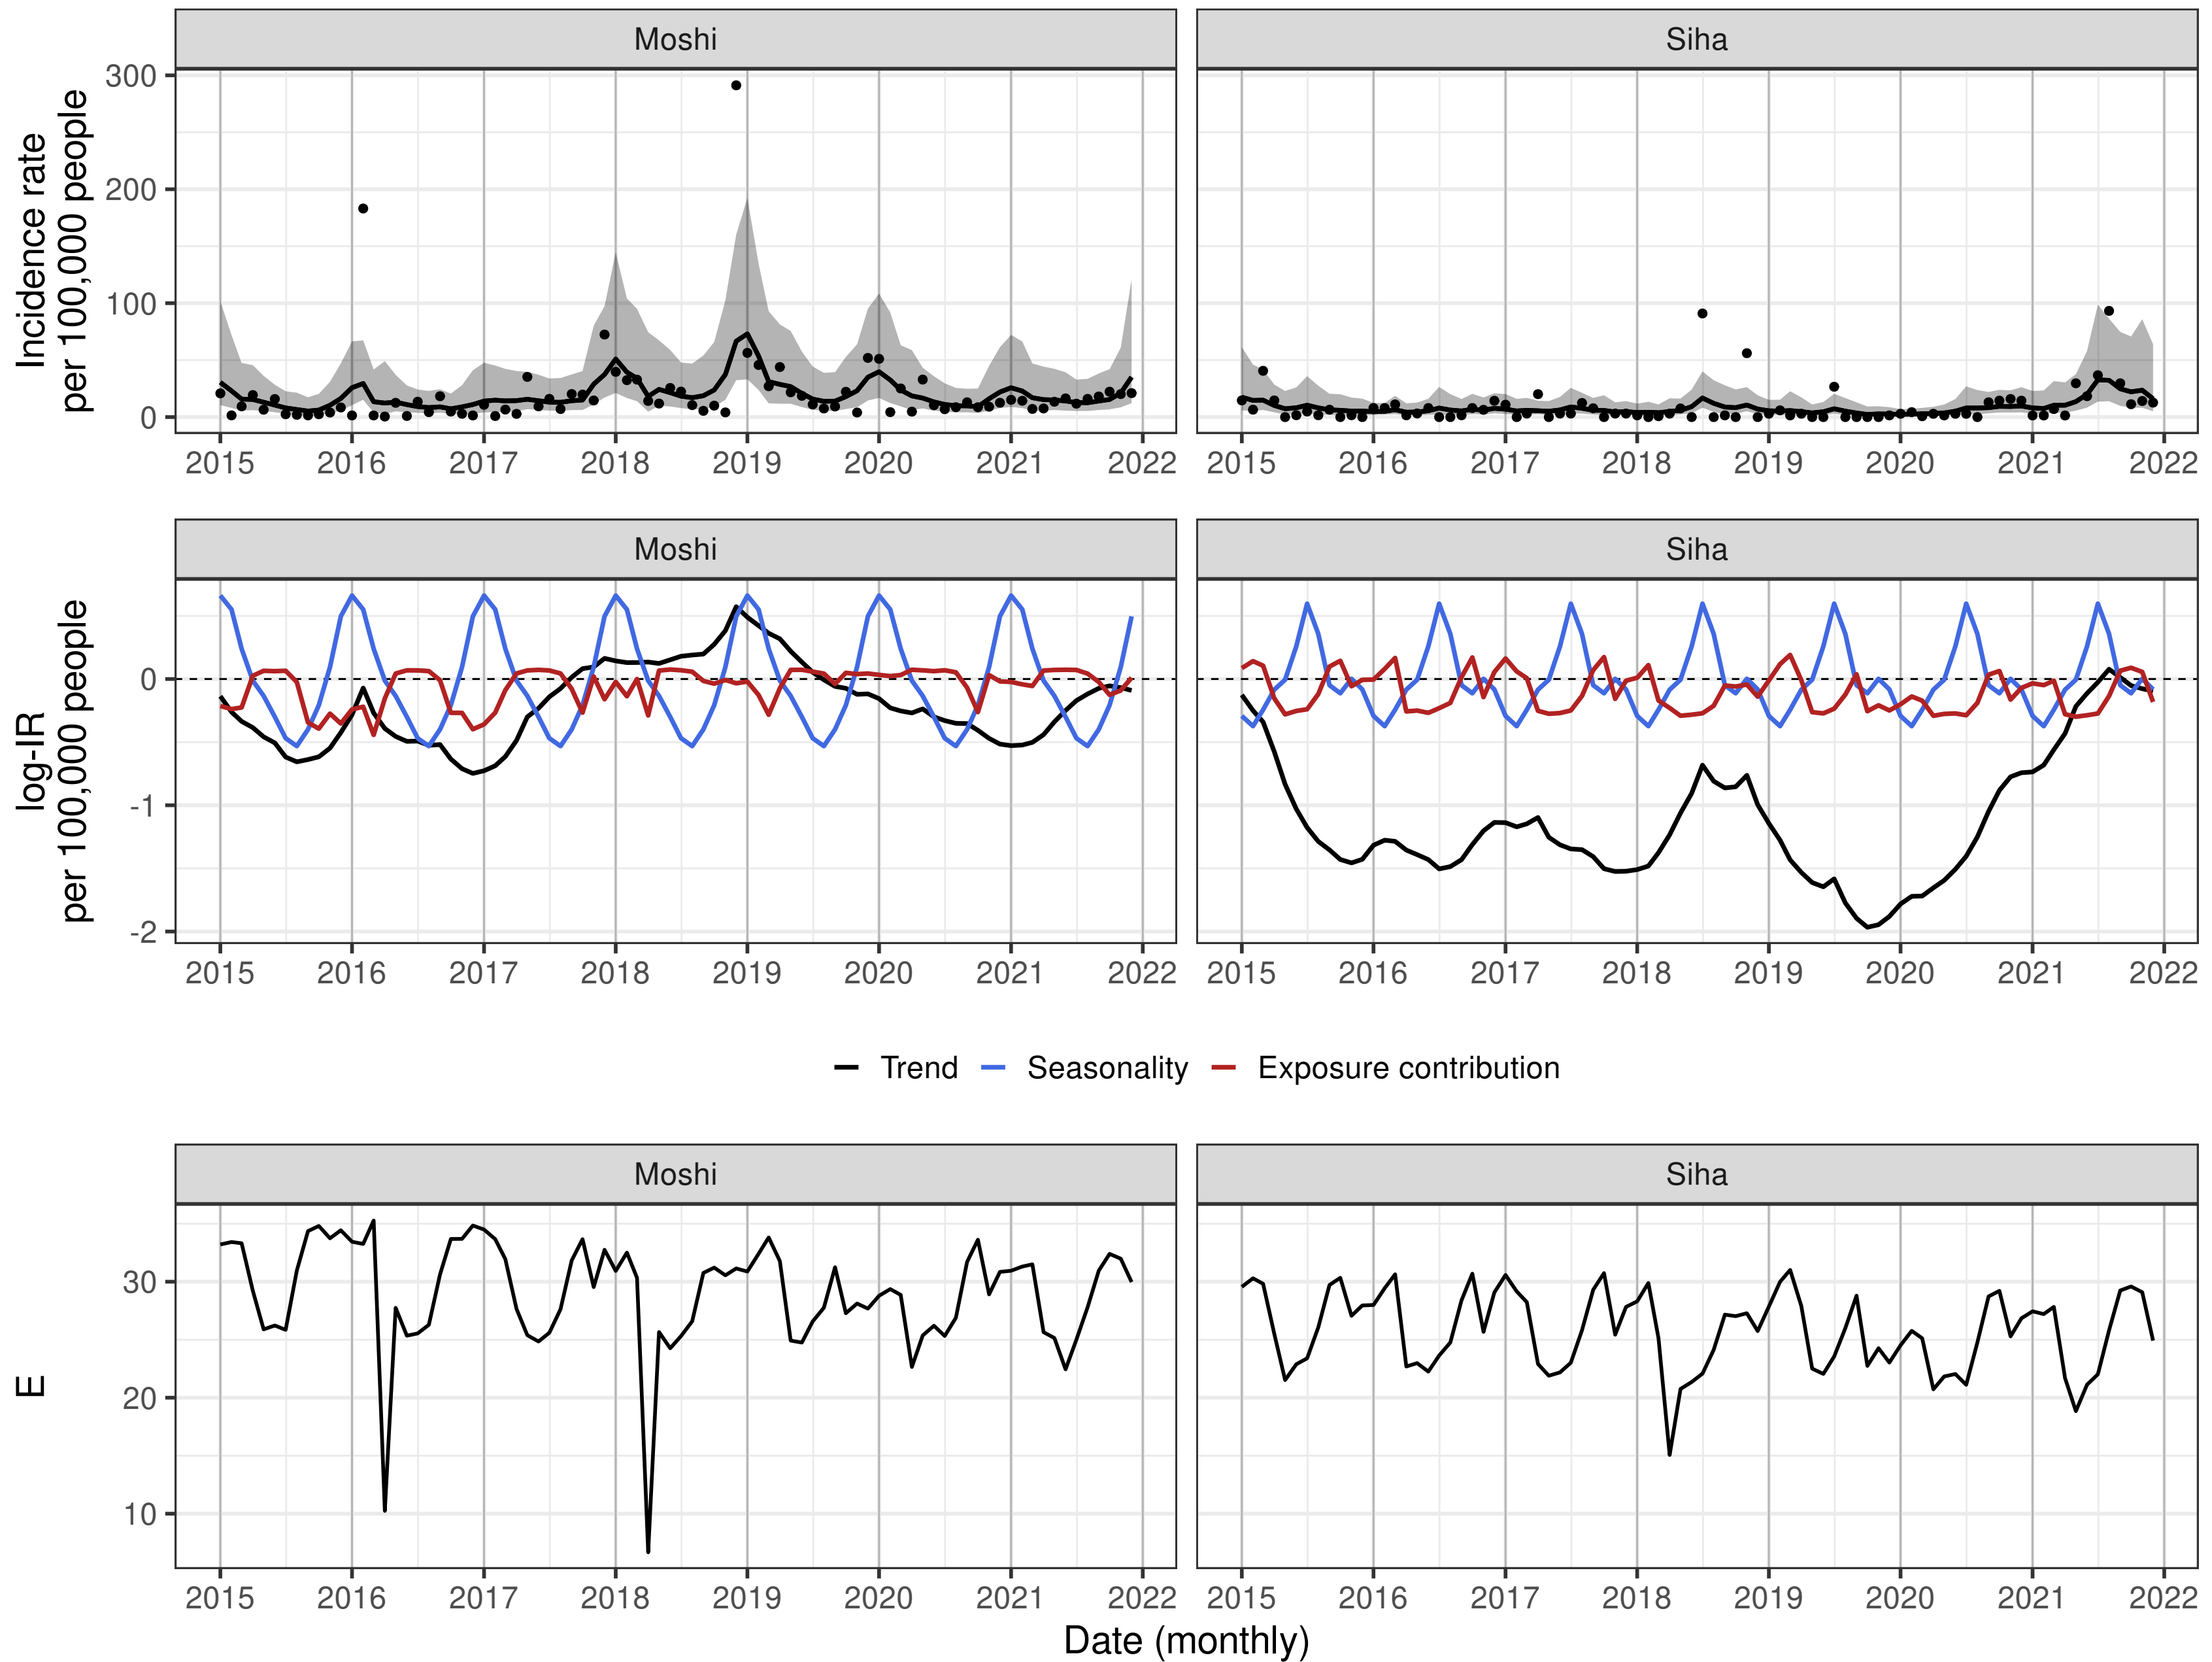 Moshi Siha
Incidence rate
per 100,000 people
300
200
100
0
2015 2016 2017 2018 2019 2020 2021 2022 2015 2016 2017 2018 2019 2020 2021 2022
Moshi Siha
log-IR
per 100,000 people
0
-1
-2
2015 2016 2017 2018 2019 2020 2021 2022 2015 2016 2017 2018 2019 2020 2021 2022
Trend Seasonality Exposure contribution
Moshi Siha
E
30
20
10
2015 2016 2017 2018 2019 2020 2021 2022 2015 2016 2017 2018 2019 2020 2021 2022
Date (monthly)